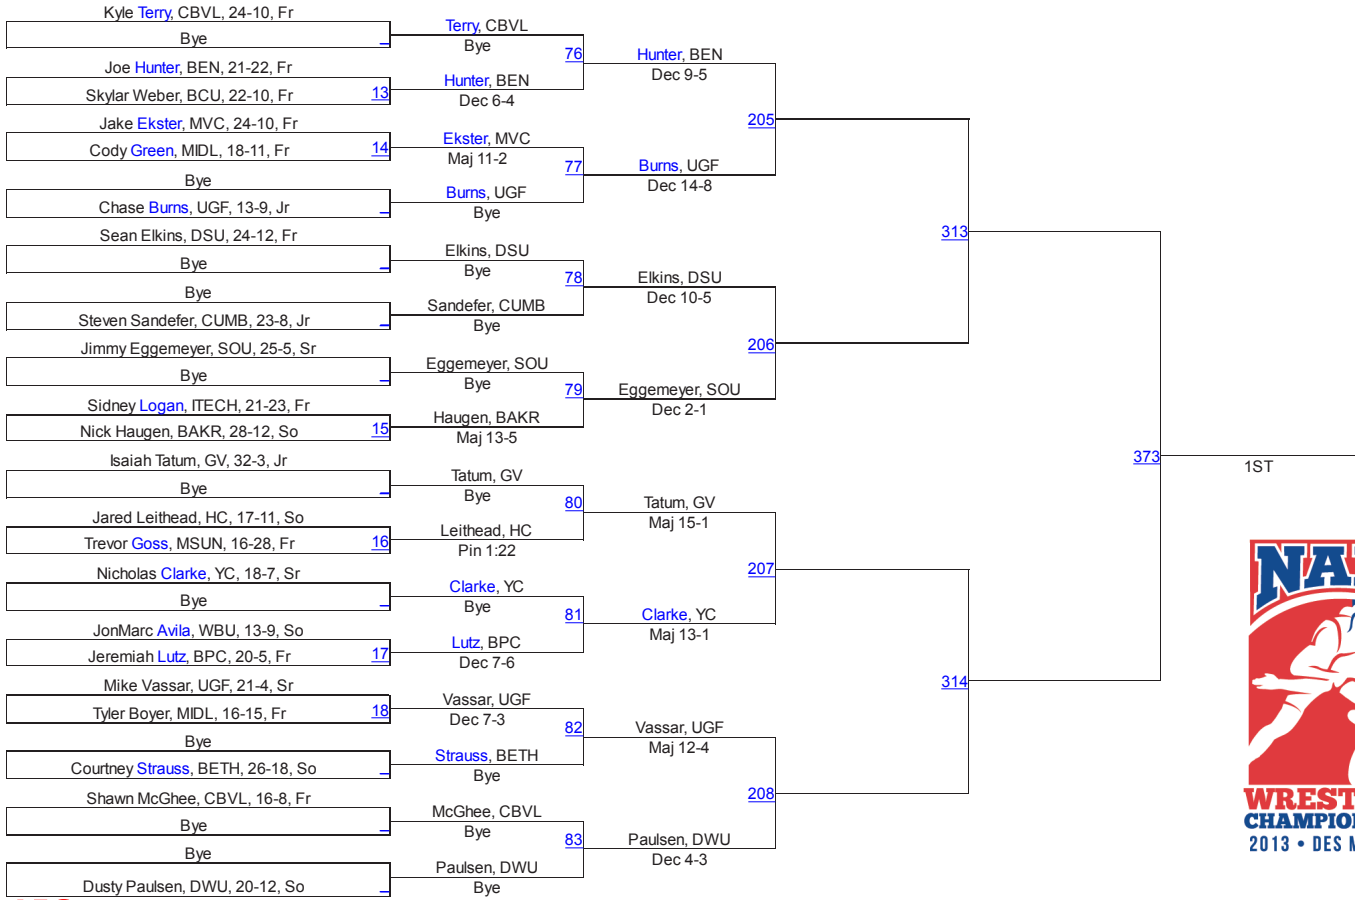 Kyle Terry, CBVL, 24-10, Fr
Bye
Joe Hunter, BEN, 21-22, Fr
Skylar Weber, BCU, 22-10, Fr
13
Jake Ekster, MVC, 24-10, Fr
Cody Green, MIDL, 18-11, Fr
14
Bye
Chase Burns, UGF, 13-9, Jr
Sean Elkins, DSU, 24-12, Fr
Bye
Bye
Steven Sandefer, CUMB, 23-8, Jr
Jimmy Eggemeyer, SOU, 25-5, Sr
Bye
Sidney Logan, ITECH, 21-23, Fr
Nick Haugen, BAKR, 28-12, So
15
Isaiah Tatum, GV, 32-3, Jr
Bye
Jared Leithead, HC, 17-11, So
Trevor Goss, MSUN, 16-28, Fr
16
Nicholas Clarke, YC, 18-7, Sr
Bye
JonMarc Avila, WBU, 13-9, So
Jeremiah Lutz, BPC, 20-5, Fr
17
Mike Vassar, UGF, 21-4, Sr
Tyler Boyer, MIDL, 16-15, Fr
18
Bye
Courtney Strauss, BETH, 26-18, So
Shawn McGhee, CBVL, 16-8, Fr
Bye
Bye
Dusty Paulsen, DWU, 20-12, So
Terry, CBVL
Bye
76
Hunter, BEN
Dec 6-4
Ekster, MVC
Maj 11-2
77
Burns, UGF
Bye
Elkins, DSU
Bye
78
Sandefer, CUMB
Bye
Eggemeyer, SOU
Bye
79
Haugen, BAKR
Maj 13-5
Tatum, GV
Bye
80
Leithead, HC
Pin 1:22
Clarke, YC
Bye
81
Lutz, BPC
Dec 7-6
Vassar, UGF
Dec 7-3
82
Strauss, BETH
Bye
McGhee, CBVL
Bye
83
Paulsen, DWU
Bye
Hunter, BEN
Dec 9-5
205
Burns, UGF
Dec 14-8
Elkins, DSU
Dec 10-5
206
Eggemeyer, SOU
Dec 2-1
Tatum, GV
Maj 15-1
207
Clarke, YC
Maj 13-1
Vassar, UGF
Maj 12-4
208
Paulsen, DWU
Dec 4-3
313
314
373
1ST
NA
WREST
CHAMPIO
2013 • DES M